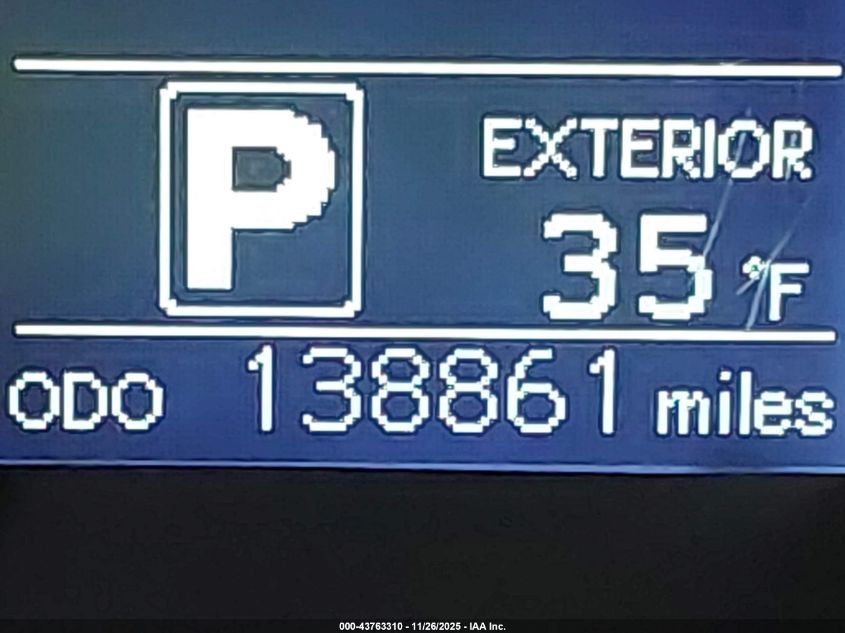 P
EXTERIOR
35 °F
ODO 138861 miles
000-43763310 - 11/26/2025 - IAA Inc.